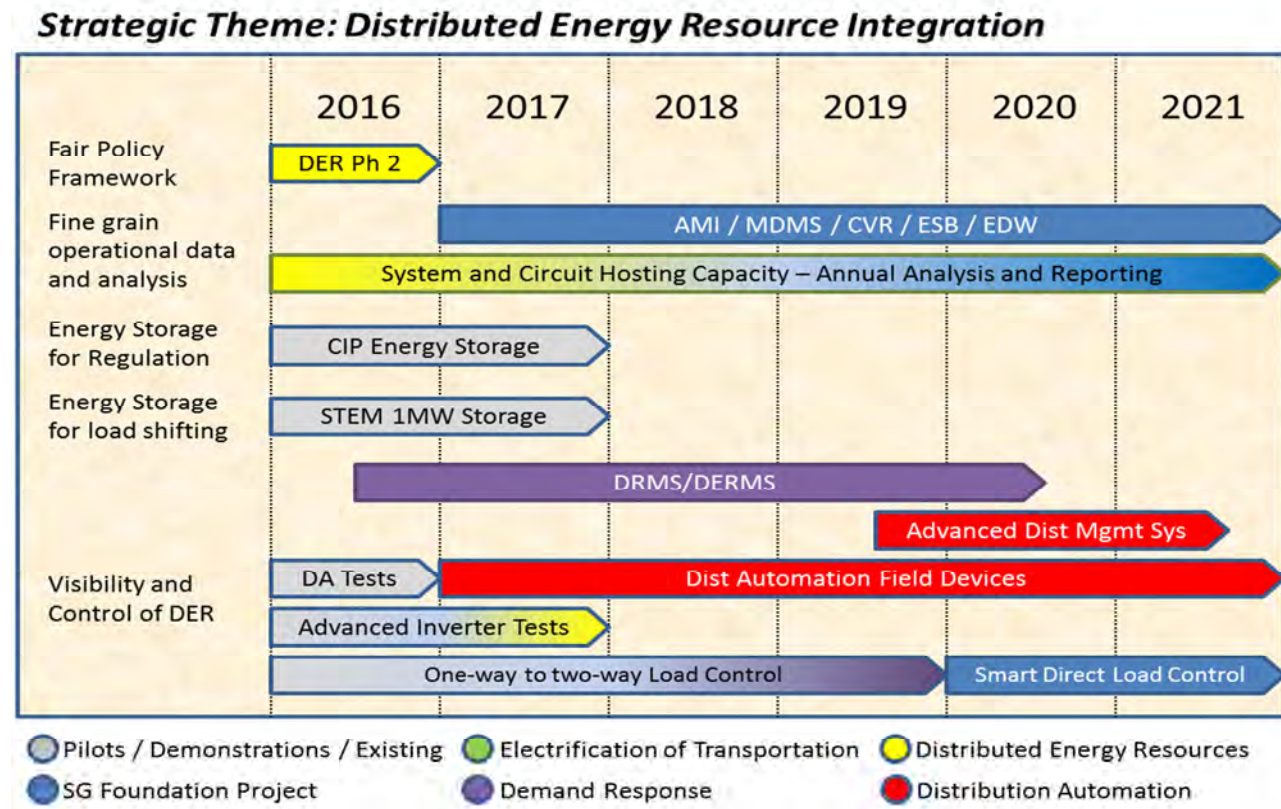 Strategic Theme: Distributed Energy Resource Integration
2016 2017 2018 2019 2020 2021
Fair Policy
Framework
DER Ph 2
Fine grain
operational data
and analysis
AMI / MDMS / CVR / ESB / EDW
System and Circuit Hosting Capacity – Annual Analysis and Reporting
Energy Storage
for Regulation
CIP Energy Storage
Energy Storage
for load shifting
STEM 1MW Storage
DRMS/DERMS
Advanced Dist Mgmt Sys
Visibility and
Control of DER
DA Tests
Dist Automation Field Devices
Advanced Inverter Tests
One-way to two-way Load Control
Smart Direct Load Control
Pilots / Demonstrations / Existing
Electrification of Transportation
Distributed Energy Resources
SG Foundation Project
Demand Response
Distribution Automation